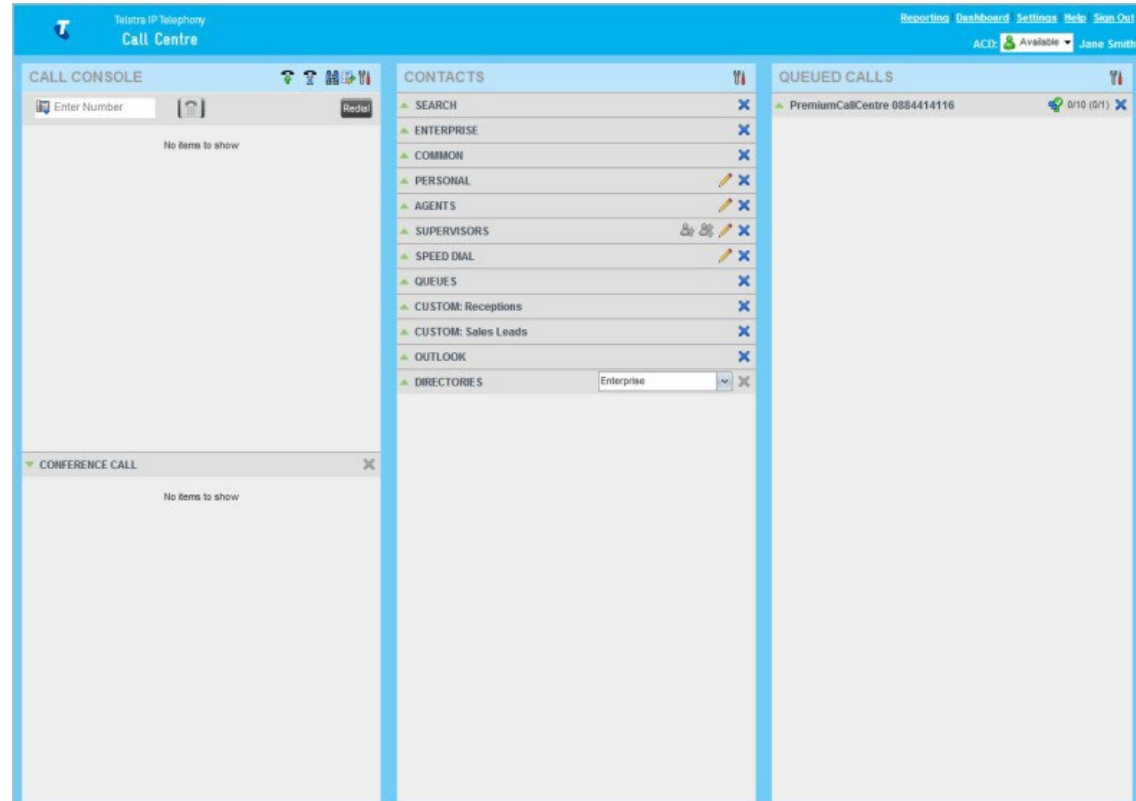 Telstra IP Telephony
Call Centre
Reporting Dashboard Settings Help Sign Out
ACD: Available Jane Smith
CALL CONSOLE
Enter Number
Redial
No items to show
CONFERENCE CALL
No items to show
CONTACTS
SEARCH
ENTERPRISE
COMMON
PERSONAL
AGENTS
SUPERVISORS
SPEED DIAL
QUEUES
CUSTOM: Receptions
CUSTOM: Sales Leads
OUTLOOK
DIRECTORIES Enterprise
QUEUED CALLS
PremiumCallCentre 0884414116 0/10 (0/1)